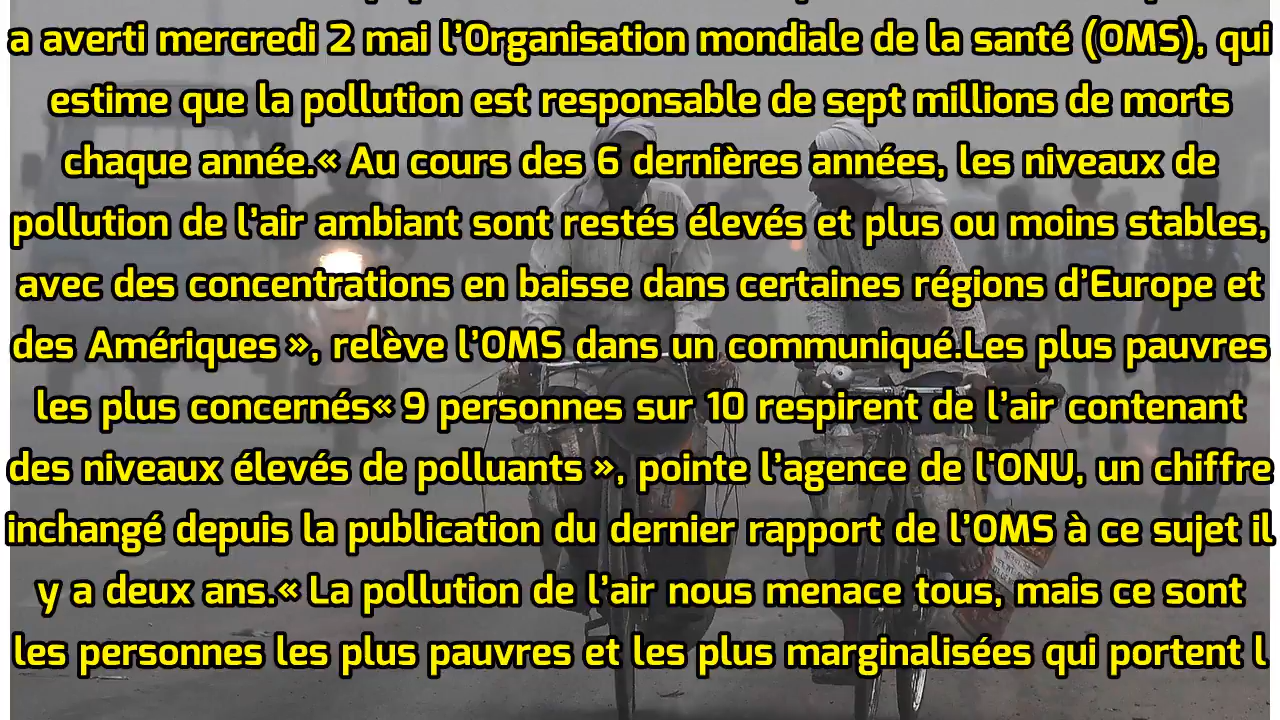 a averti mercredi 2 mai l’Organisation mondiale de la santé (OMS), qui
estime que la pollution est responsable de sept millions de morts
chaque année.« Au cours des 6 dernières années, les niveaux de
pollution de l’air ambiant sont restés élevés et plus ou moins stables,
avec des concentrations en baisse dans certaines régions d’Europe et
des Amériques », relève l’OMS dans un communiqué.Les plus pauvres
les plus concernés« 9 personnes sur 10 respirent de l’air contenant
des niveaux élevés de polluants », pointe l’agence de l'ONU, un chiffre
inchangé depuis la publication du dernier rapport de l’OMS à ce sujet il
y a deux ans.« La pollution de l’air nous menace tous, mais ce sont
les personnes les plus pauvres et les plus marginalisées qui portent l